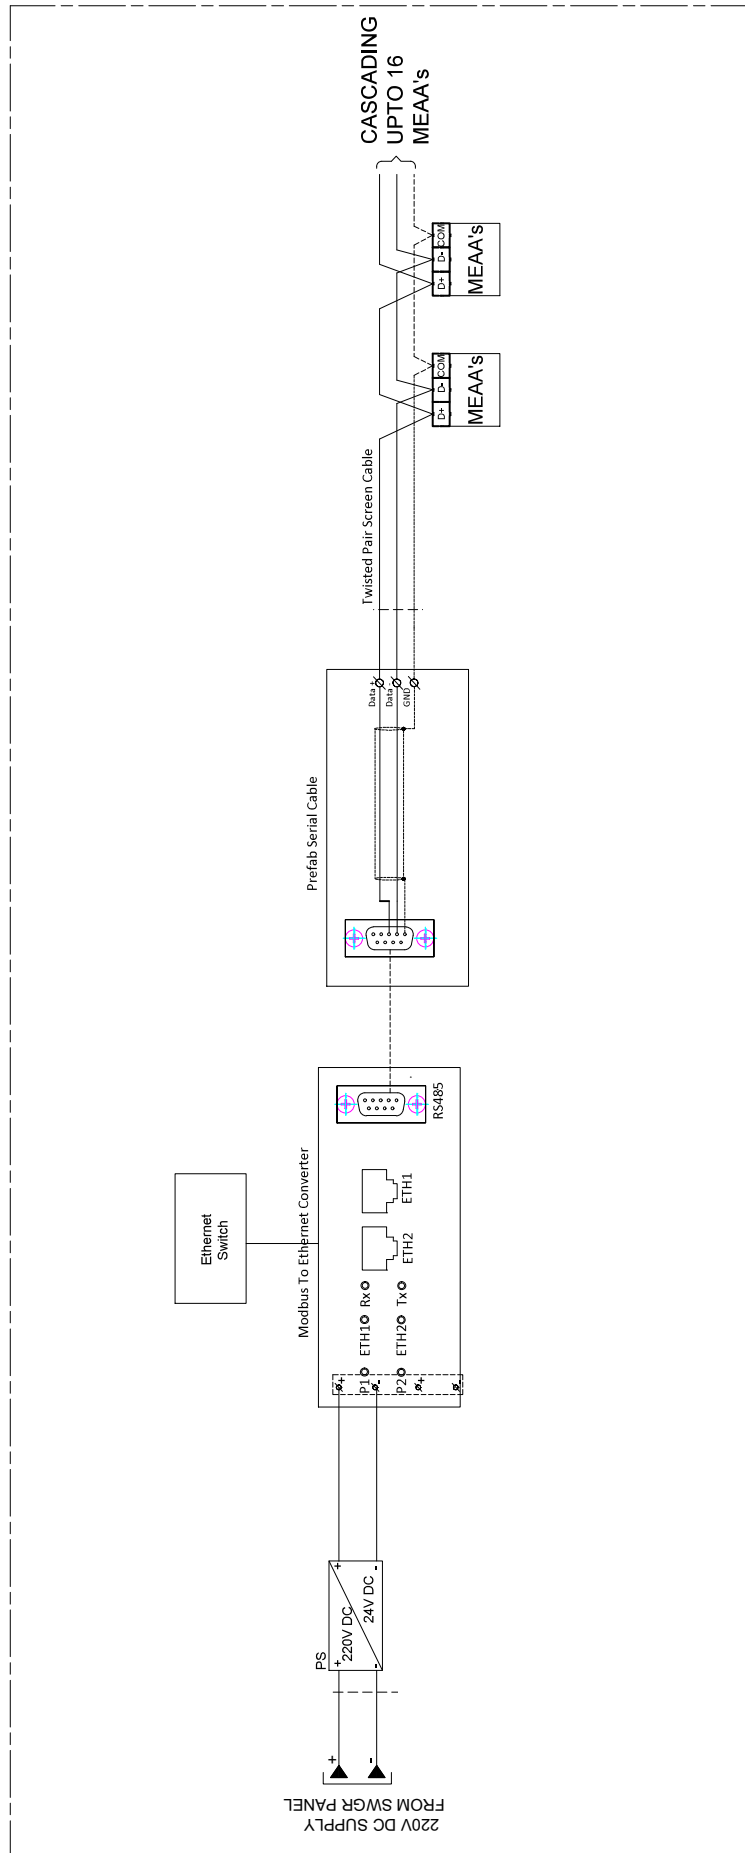 CASCADING
UPTO 16
MEAA's
COM
D-
D+
MEAA's
COM
D-
D+
MEAA's
Twisted Pair Screen Cable
Data +
Data -
GND
Prefab Serial Cable
RS485
Modbus To Ethernet Converter
Ethernet
Switch
ETH1
ETH2
Rx
Tx
ETH1
ETH2
P1
P2
+
-
+
-
PS
220V DC
24V DC
+
-
+
-
+
-
220V DC SUPPLY
FROM SWGR PANEL